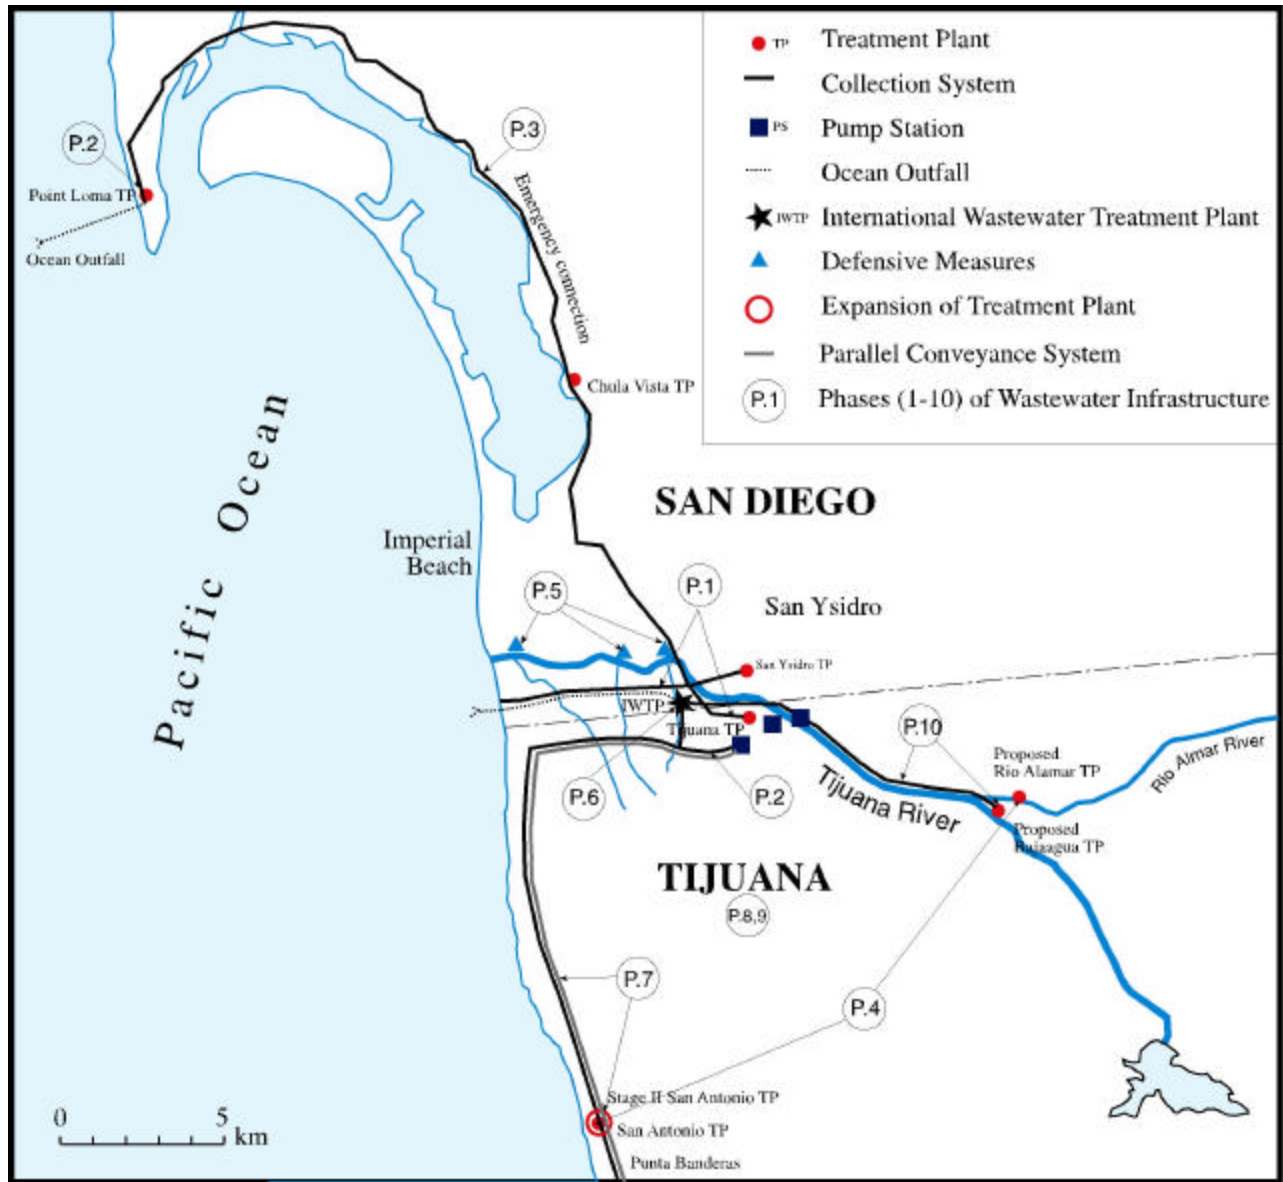 TP Treatment Plant
Collection System
PS Pump Station
Ocean Outfall
IWTP International Wastewater Treatment Plant
Defensive Measures
Expansion of Treatment Plant
Parallel Conveyance System
P.1 Phases (1-10) of Wastewater Infrastructure
P.2
Point Loma TP
Ocean Outfall
P.3
Emergency connection
Chula Vista TP
Pacific Ocean
SAN DIEGO
Imperial
Beach
P.5
P.1
San Ysidro
San Ysidro TP
IWTP
Tijuana TP
P.6
P.2
P.10
Proposed
Rio Alamar TP
Rio Almar River
Tijuana River
Proposed
Bajaagua TP
TIJUANA
P.8,9
P.7
P.4
Stage II San Antonio TP
San Antonio TP
Punta Banderas
0 5
km